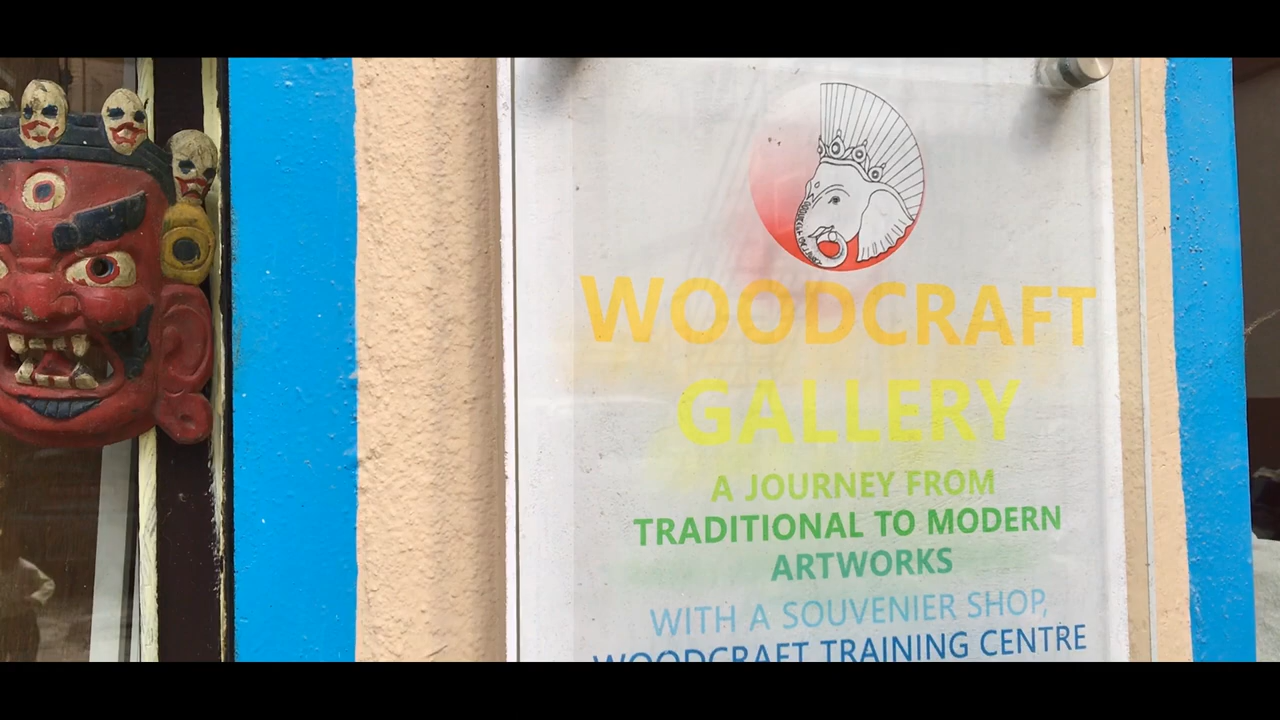 WOODCRAFT
GALLERY
A JOURNEY FROM
TRADITIONAL TO MODERN
ARTWORKS
WITH A SOUVENIER SHOP,
WOODCRAFT TRAINING CENTRE